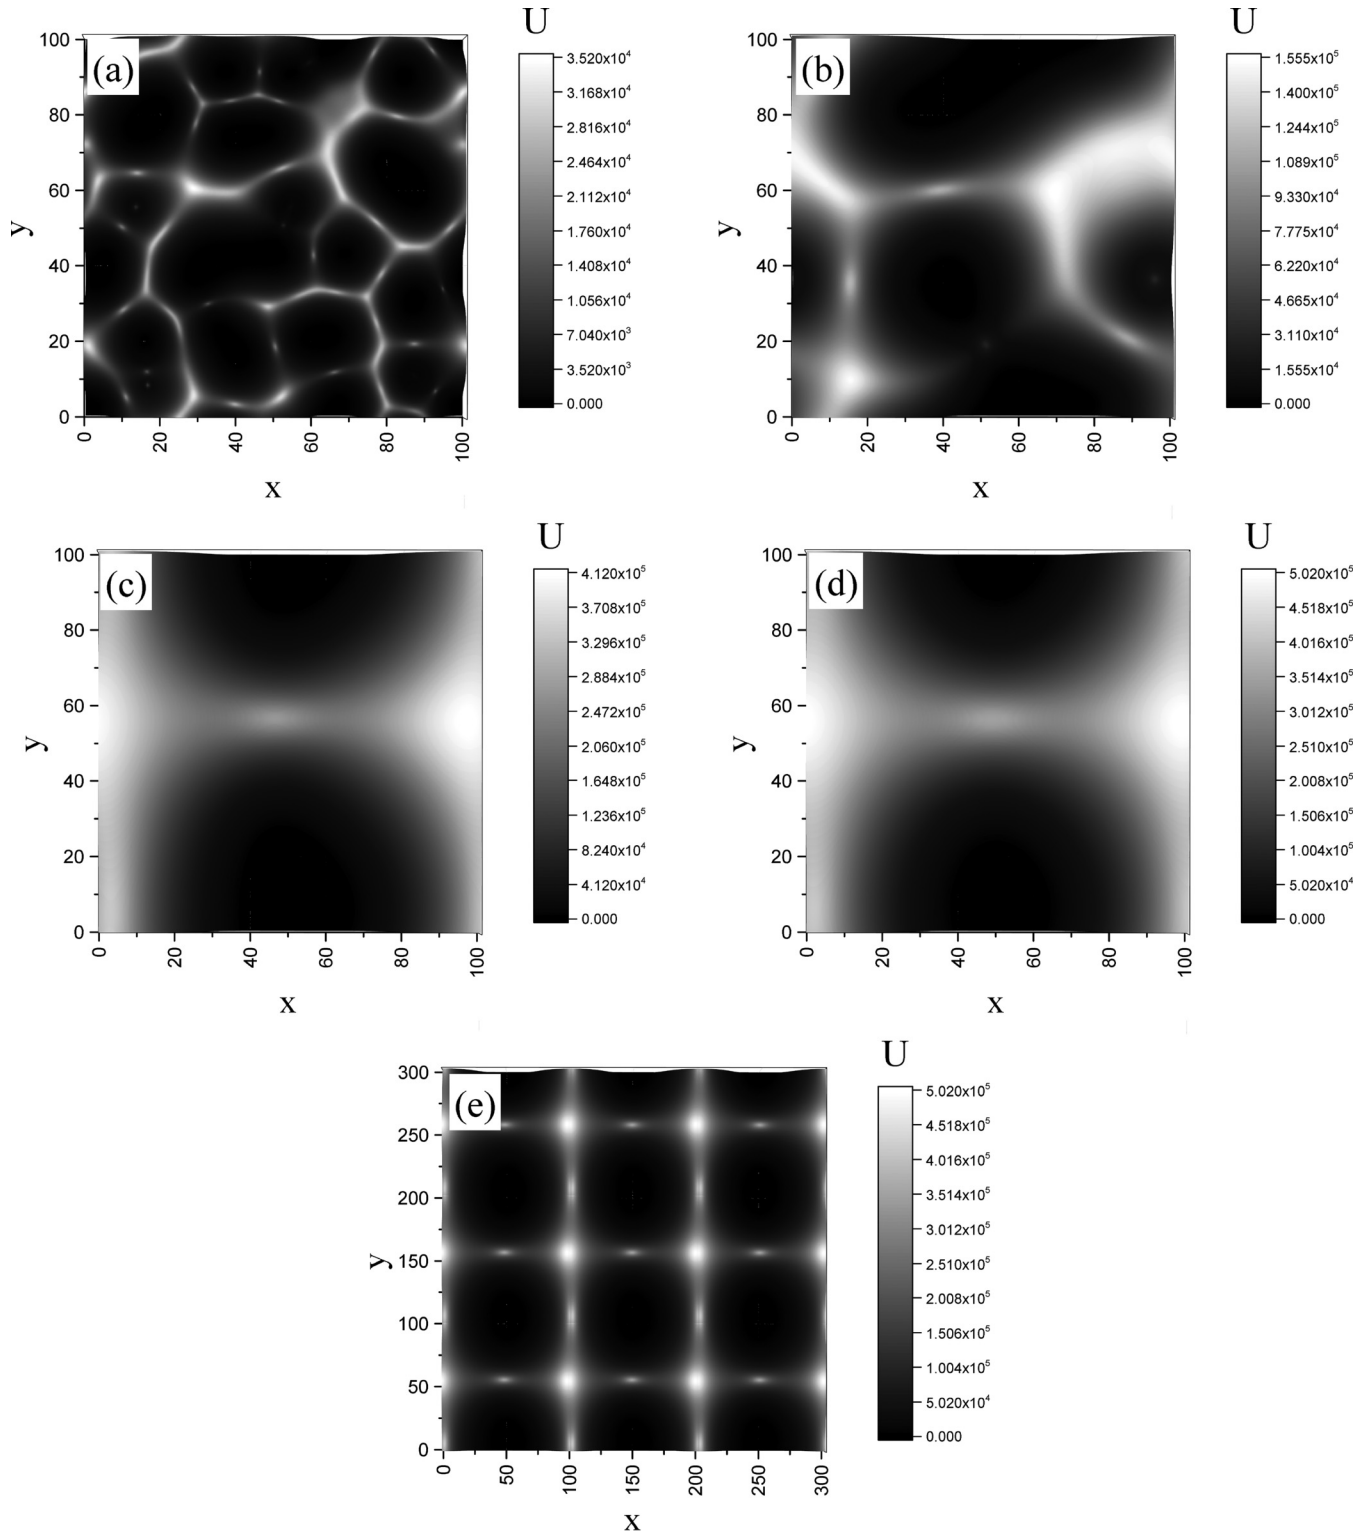 U
(a)
100
80
60
40
20
0
y
0 20 40 60 80 100
x
3.520x10⁴
3.168x10⁴
2.816x10⁴
2.464x10⁴
2.112x10⁴
1.760x10⁴
1.408x10⁴
1.056x10⁴
7.040x10³
3.520x10³
0.000
U
(b)
100
80
60
40
20
0
y
0 20 40 60 80 100
x
1.555x10⁵
1.400x10⁵
1.244x10⁵
1.089x10⁵
9.330x10⁴
7.775x10⁴
6.220x10⁴
4.665x10⁴
3.110x10⁴
1.555x10⁴
0.000
U
(c)
100
80
60
40
20
0
y
0 20 40 60 80 100
x
4.120x10⁵
3.708x10⁵
3.296x10⁵
2.884x10⁵
2.472x10⁵
2.060x10⁵
1.648x10⁵
1.236x10⁵
8.240x10⁴
4.120x10⁴
0.000
U
(d)
100
80
60
40
20
0
y
0 20 40 60 80 100
x
5.020x10⁵
4.518x10⁵
4.016x10⁵
3.514x10⁵
3.012x10⁵
2.510x10⁵
2.008x10⁵
1.506x10⁵
1.004x10⁵
5.020x10⁴
0.000
U
(e)
300
250
200
150
100
50
0
y
0 50 100 150 200 250 300
x
5.020x10⁵
4.518x10⁵
4.016x10⁵
3.514x10⁵
3.012x10⁵
2.510x10⁵
2.008x10⁵
1.506x10⁵
1.004x10⁵
5.020x10⁴
0.000